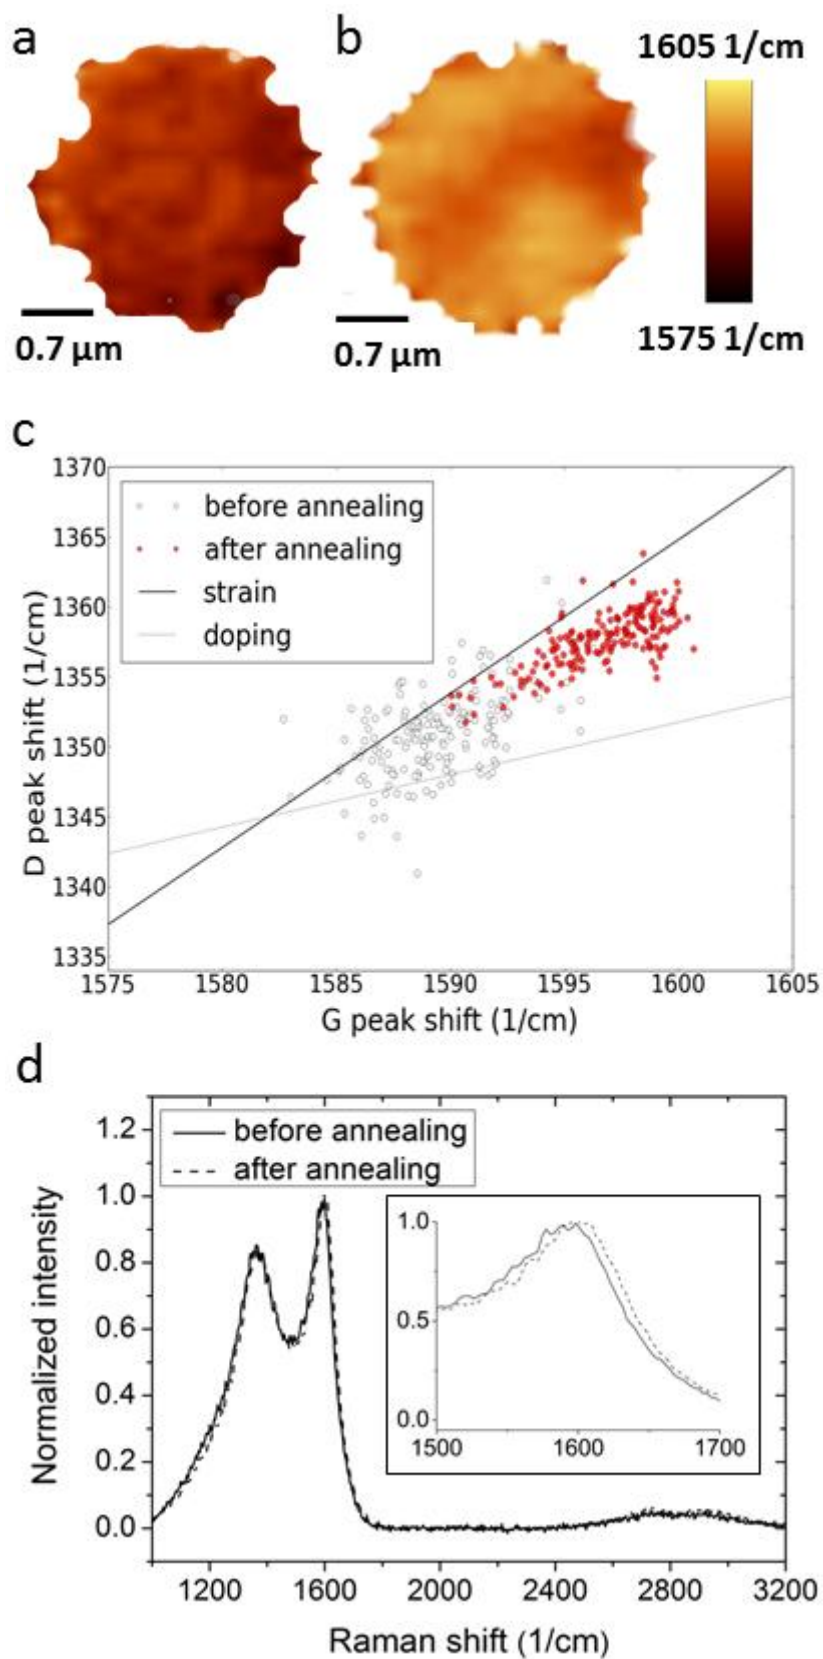 a
b
1605 1/cm
0.7 µm
0.7 µm
1575 1/cm
c
1370
1365
1360
1355
1350
1345
1340
1335
D peak shift (1/cm)
before annealing
after annealing
strain
doping
1575 1580 1585 1590 1595 1600 1605
G peak shift (1/cm)
d
1.2
1.0
0.8
0.6
0.4
0.2
0.0
Normalized intensity
before annealing
after annealing
1.0
0.5
0.0
1500 1600 1700
1200 1600 2000 2400 2800 3200
Raman shift (1/cm)